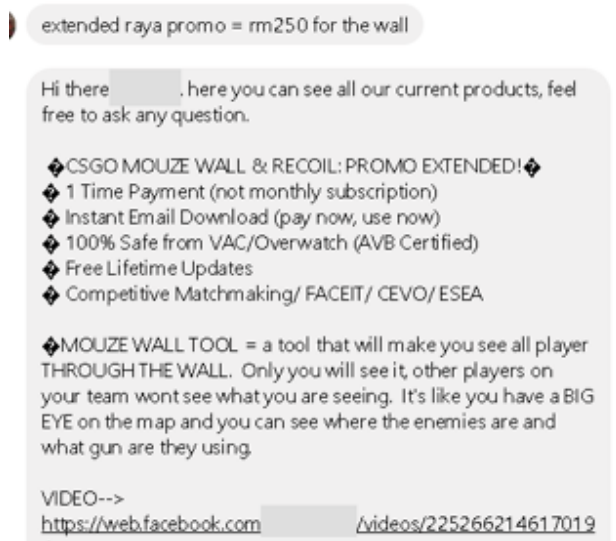 extended raya promo = rm250 for the wall
Hi there , here you can see all our current products, feel
free to ask any question.
�CSGO MOUZE WALL & RECOIL: PROMO EXTENDED!�
� 1 Time Payment (not monthly subscription)
� Instant Email Download (pay now, use now)
� 100% Safe from VAC/Overwatch (AVB Certified)
� Free Lifetime Updates
� Competitive Matchmaking/ FACEIT/ CEVO/ ESEA
�MOUZE WALL TOOL = a tool that will make you see all player
THROUGH THE WALL. Only you will see it, other players on
your team wont see what you are seeing. It's like you have a BIG
EYE on the map and you can see where the enemies are and
what gun are they using.
VIDEO-->
https://web.facebook.com /videos/225266214617019